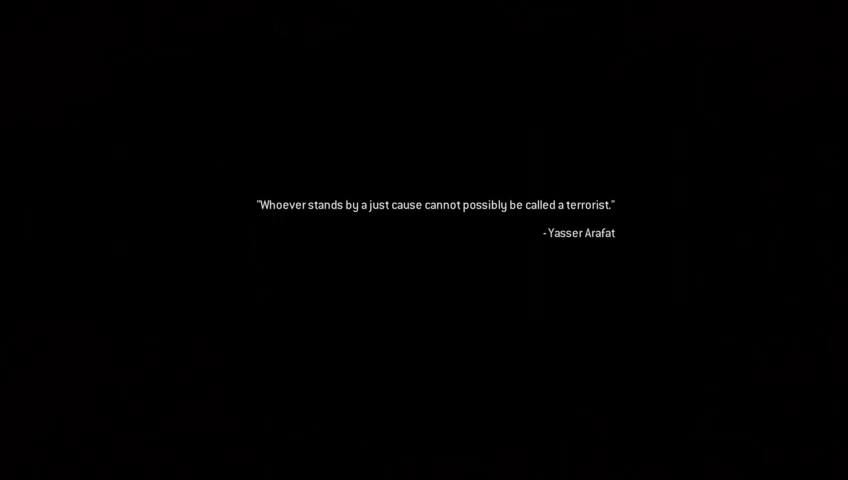 "Whoever stands by a just cause cannot possibly be called a terrorist."
- Yasser Arafat